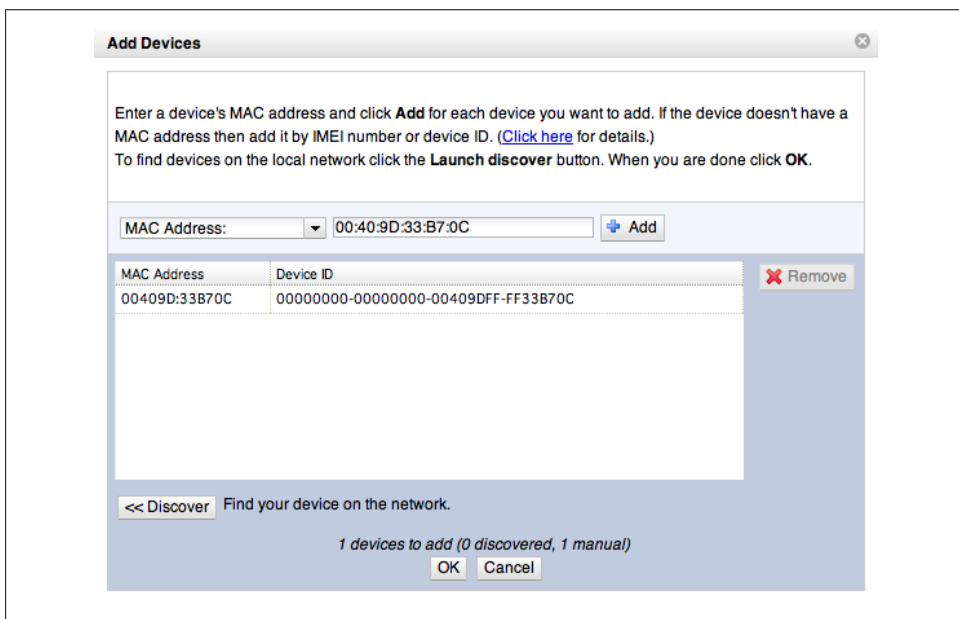 Add Devices
Enter a device's MAC address and click Add for each device you want to add. If the device doesn't have a
MAC address then add it by IMEI number or device ID. (Click here for details.)
To find devices on the local network click the Launch discover button. When you are done click OK.
MAC Address: 00:40:9D:33:B7:0C Add
MAC Address Device ID Remove
00409D:33B70C 00000000-00000000-00409DFF-FF33B70C
<< Discover Find your device on the network.
1 devices to add (0 discovered, 1 manual)
OK Cancel